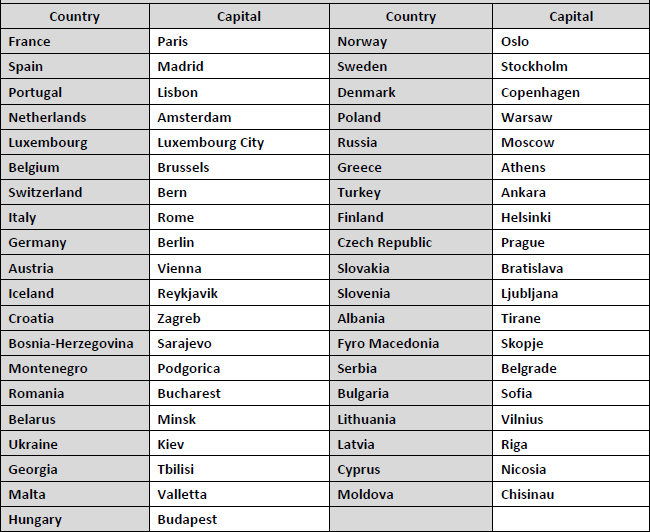 Country Capital Country Capital
France Paris Norway Oslo
Spain Madrid Sweden Stockholm
Portugal Lisbon Denmark Copenhagen
Netherlands Amsterdam Poland Warsaw
Luxembourg Luxembourg City Russia Moscow
Belgium Brussels Greece Athens
Switzerland Bern Turkey Ankara
Italy Rome Finland Helsinki
Germany Berlin Czech Republic Prague
Austria Vienna Slovakia Bratislava
Iceland Reykjavik Slovenia Ljubljana
Croatia Zagreb Albania Tirane
Bosnia-Herzegovina Sarajevo Fyro Macedonia Skopje
Montenegro Podgorica Serbia Belgrade
Romania Bucharest Bulgaria Sofia
Belarus Minsk Lithuania Vilnius
Ukraine Kiev Latvia Riga
Georgia Tbilisi Cyprus Nicosia
Malta Valletta Moldova Chisinau
Hungary Budapest